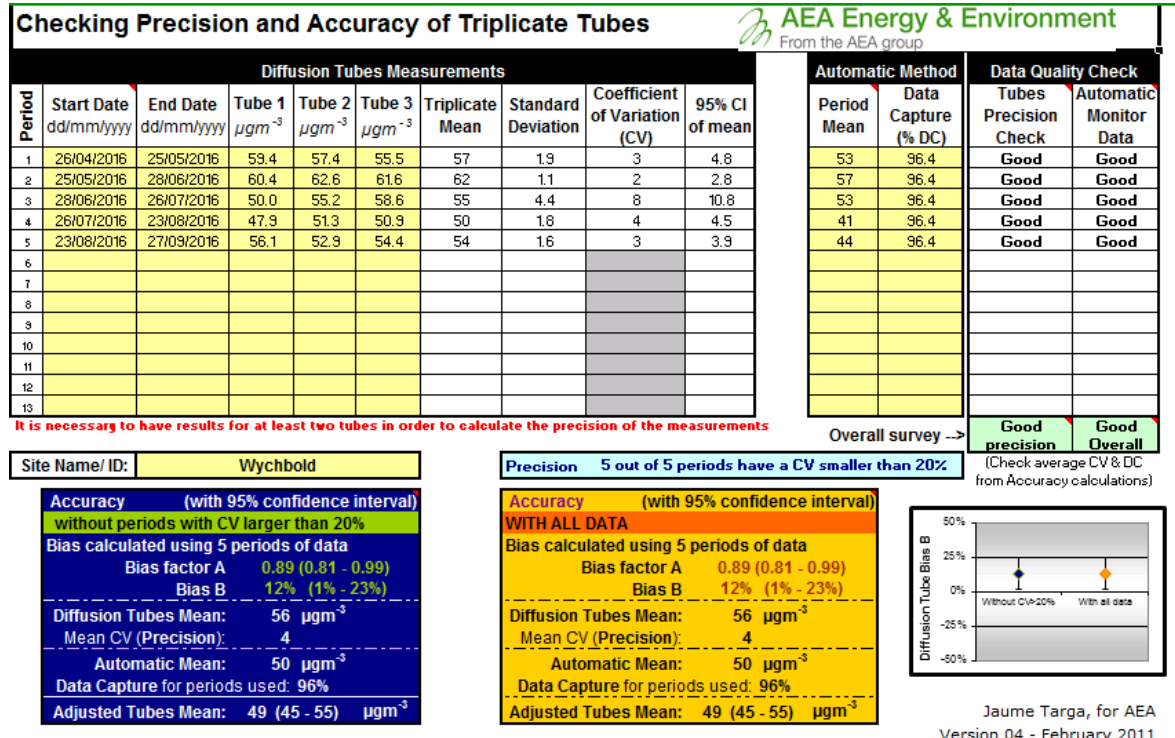 Checking Precision and Accuracy of Triplicate Tubes
AEA Energy & Environment
From the AEA group
Diffusion Tubes Measurements
Automatic Method
Data Quality Check
Period
Start Date dd/mm/yyyy
End Date dd/mm/yyyy
Tube 1 µgm⁻³
Tube 2 µgm⁻³
Tube 3 µgm⁻³
Triplicate Mean
Standard Deviation
Coefficient of Variation (CV)
95% CI of mean
Period Mean
Data Capture (% DC)
Tubes Precision Check
Automatic Monitor Data
1 26/04/2016 25/05/2016 59.4 57.4 55.5 57 1.9 3 4.8 53 96.4 Good Good
2 25/05/2016 28/06/2016 60.4 62.6 61.6 62 1.1 2 2.8 57 96.4 Good Good
3 28/06/2016 26/07/2016 50.0 55.2 58.6 55 4.4 8 10.8 53 96.4 Good Good
4 26/07/2016 23/08/2016 47.9 51.3 50.9 50 1.8 4 4.5 41 96.4 Good Good
5 23/08/2016 27/09/2016 56.1 52.9 54.4 54 1.6 3 3.9 44 96.4 Good Good
6
7
8
9
10
11
12
13
It is necessary to have results for at least two tubes in order to calculate the precision of the measurements
Overall survey -->
Good precision
Good Overall
(Check average CV & DC
from Accuracy calculations)
Site Name/ ID: Wychbold
Precision 5 out of 5 periods have a CV smaller than 20%
Accuracy (with 95% confidence interval)
without periods with CV larger than 20%
Bias calculated using 5 periods of data
Bias factor A 0.89 (0.81 - 0.99)
Bias B 12% (1% - 23%)
Diffusion Tubes Mean: 56 µgm⁻³
Mean CV (Precision): 4
Automatic Mean: 50 µgm⁻³
Data Capture for periods used: 96%
Adjusted Tubes Mean: 49 (45 - 55) µgm⁻³
Accuracy (with 95% confidence interval)
WITH ALL DATA
Bias calculated using 5 periods of data
Bias factor A 0.89 (0.81 - 0.99)
Bias B 12% (1% - 23%)
Diffusion Tubes Mean: 56 µgm⁻³
Mean CV (Precision): 4
Automatic Mean: 50 µgm⁻³
Data Capture for periods used: 96%
Adjusted Tubes Mean: 49 (45 - 55) µgm⁻³
Diffusion Tube Bias B
50%
25%
0%
-25%
-50%
Without CV>20%
With all data
Jaume Targa, for AEA
Version 04 - February 2011